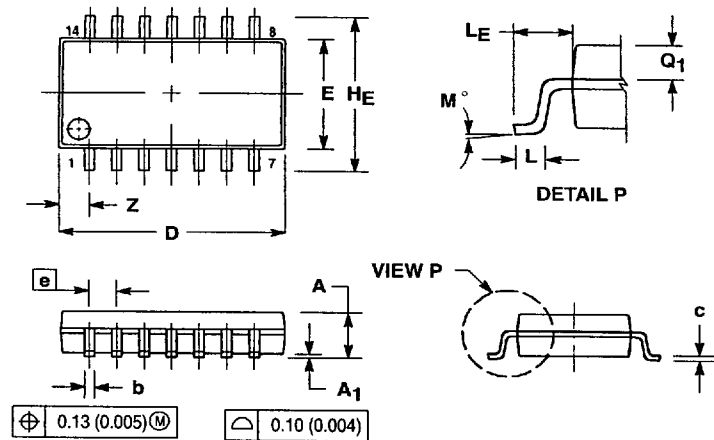 14 8
E
HE
1 7
Z
D
LE
Q1
M°
L
DETAIL P
e
A
b
A1
VIEW P
c
⌖ 0.13 (0.005) Ⓜ
⌓ 0.10 (0.004)